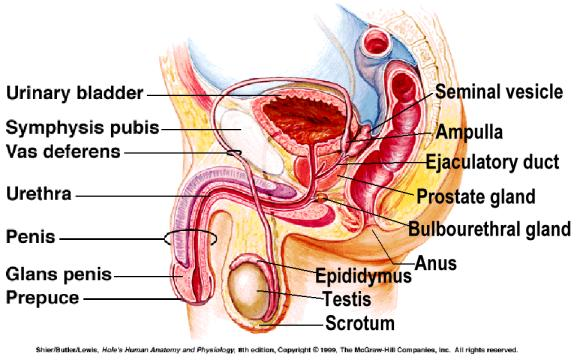 Urinary bladder
Symphysis pubis
Vas deferens
Urethra
Penis
Glans penis
Prepuce
Seminal vesicle
Ampulla
Ejaculatory duct
Prostate gland
Bulbourethral gland
Anus
Epididymus
Testis
Scrotum
Shier/Butler/Lewis, Hole's Human Anatomy and Physiology, 8th edition, Copyright © 1999, The McGraw-Hill Companies, Inc. All rights reserved.